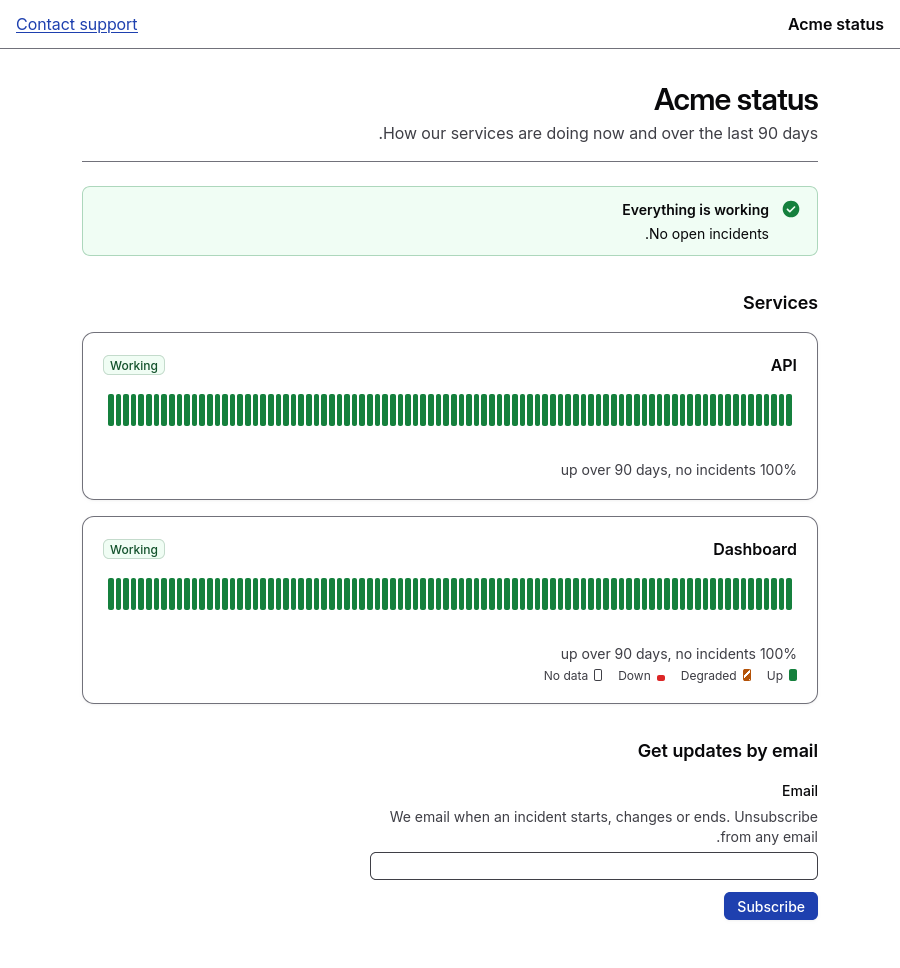 Acme status
Contact support
Acme status
How our services are doing now and over the last 90 days.
Everything is working
No open incidents.
Services
API
Working
100% up over 90 days, no incidents
Dashboard
Working
100% up over 90 days, no incidents
Up
Degraded
Down
No data
Get updates by email
Email
We email when an incident starts, changes or ends. Unsubscribe
from any email.
Subscribe